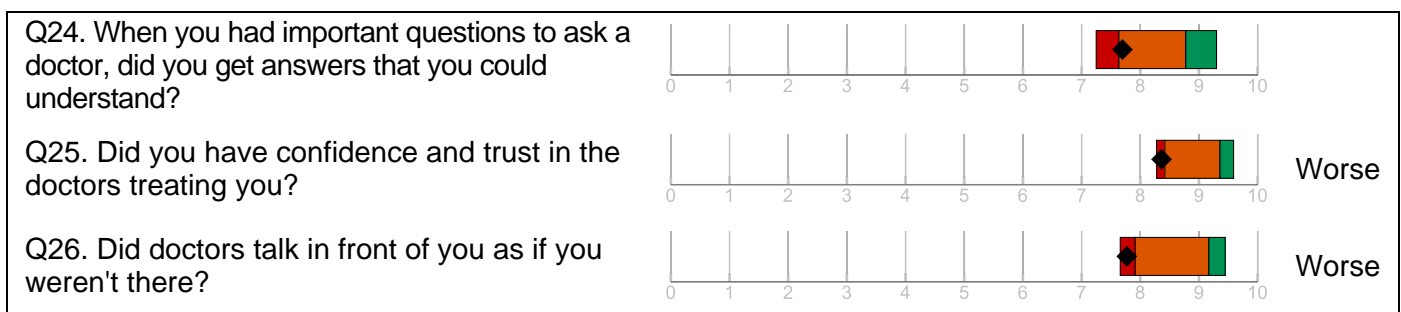 Q24. When you had important questions to ask a
doctor, did you get answers that you could
understand?
0 1 2 3 4 5 6 7 8 9 10
Q25. Did you have confidence and trust in the
doctors treating you?
Worse
0 1 2 3 4 5 6 7 8 9 10
Q26. Did doctors talk in front of you as if you
weren't there?
Worse
0 1 2 3 4 5 6 7 8 9 10